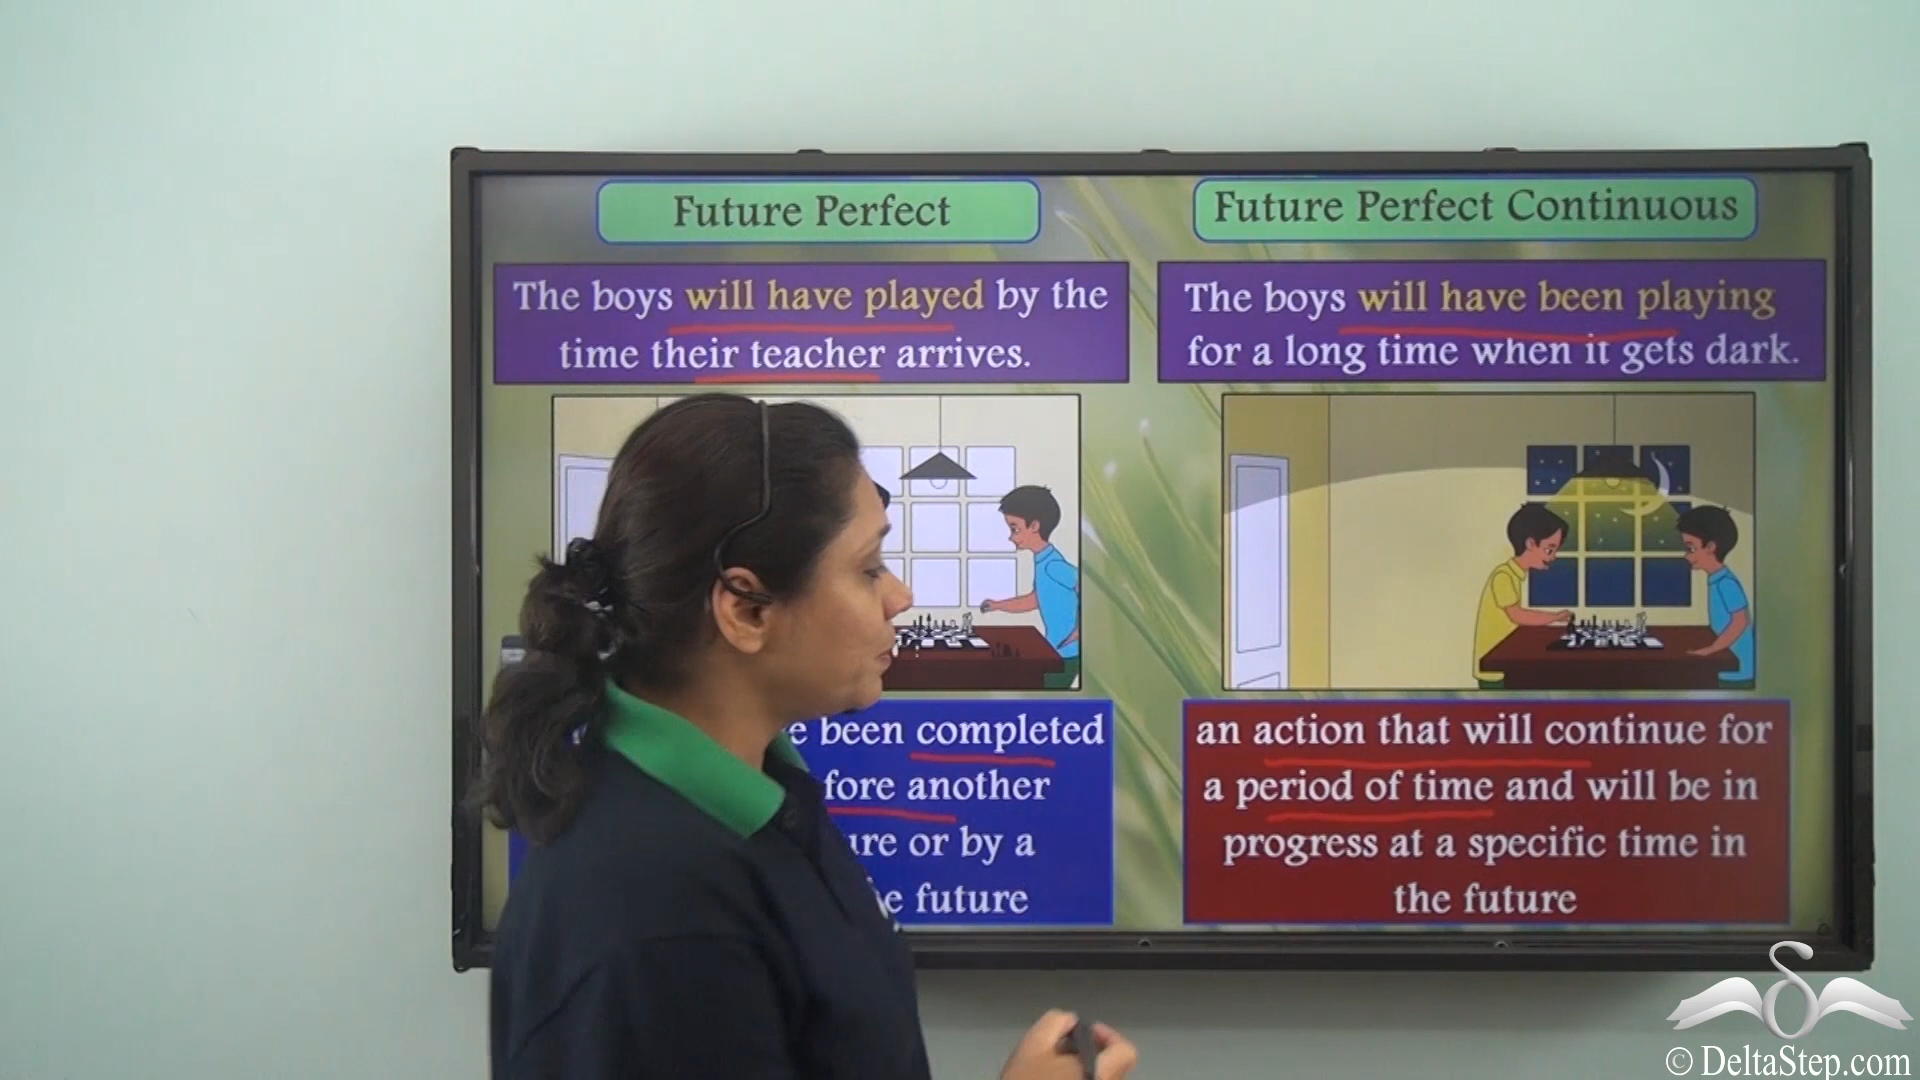 Future Perfect
The boys will have played by the
time their teacher arrives.
been completed
another
or by a
future
Future Perfect Continuous
The boys will have been playing
for a long time when it gets dark.
an action that will continue for
a period of time and will be in
progress at a specific time in
the future
© DeltaStep.com